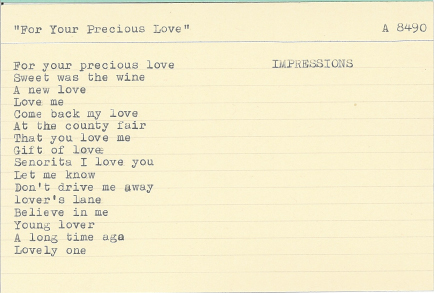 "For Your Precious Love" A 8490
For your precious love IMPRESSIONS
Sweet was the wine
A new love
Love me
Come back my love
At the county fair
That you love me
Gift of love
Senorita I love you
Let me know
Don't drive me away
lover's lane
Believe in me
Young lover
A long time ago
Lovely one